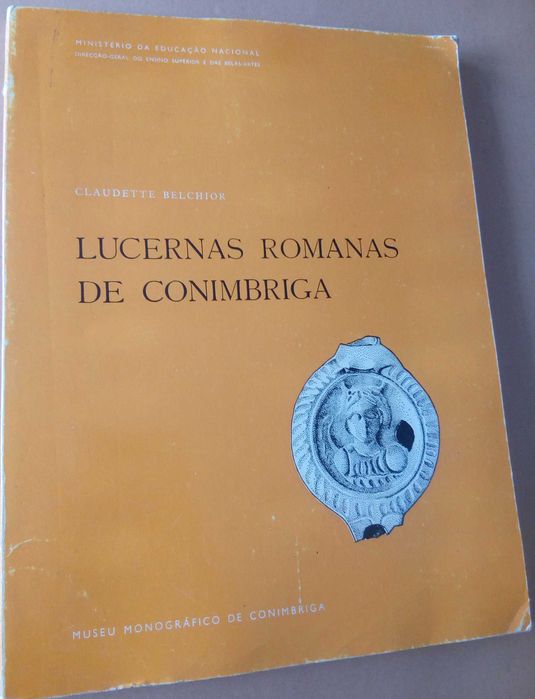 MINISTERIO DA EDUCAÇÃO NACIONAL
DIRECÇÃO-GERAL DO ENSINO SUPERIOR E DAS BELAS-ARTES
CLAUDETTE BELCHIOR
LUCERNAS ROMANAS
DE CONIMBRIGA
MUSEU MONOGRÁFICO DE CONIMBRIGA